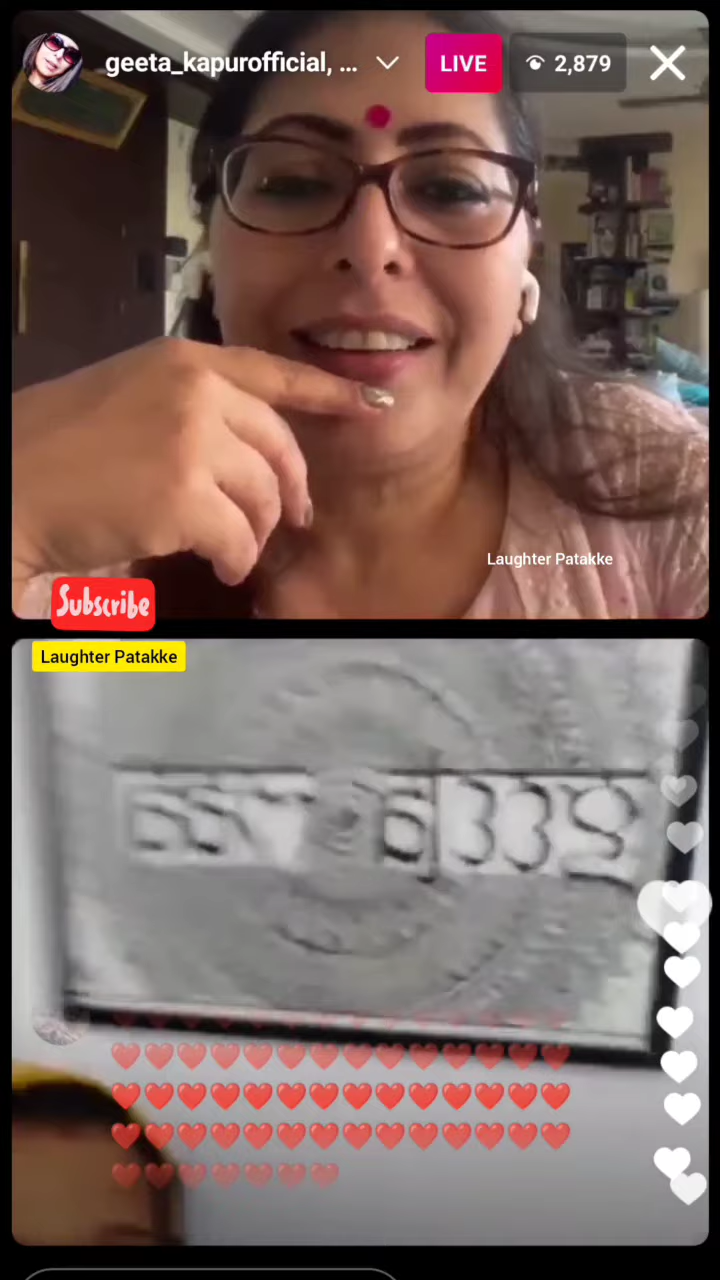 geeta_kapurofficial, ...
LIVE
2,879
Laughter Patakke
Subscribe
Laughter Patakke